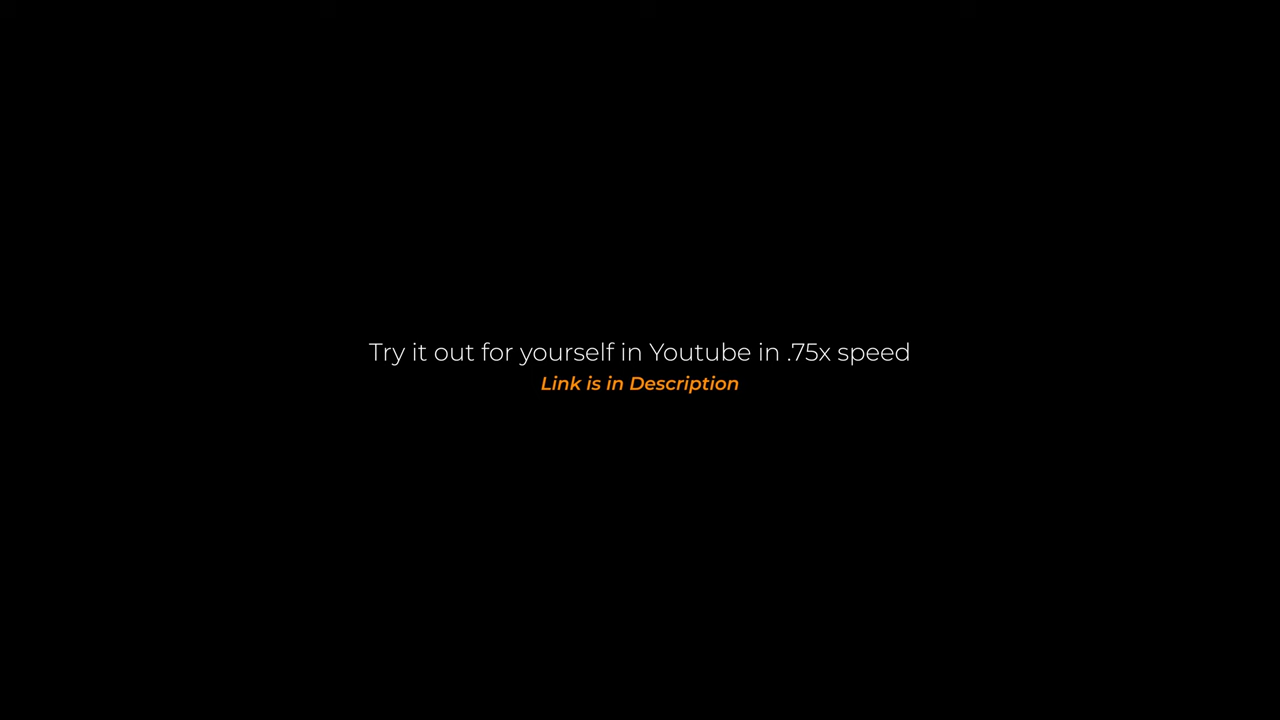 Try it out for yourself in Youtube in .75x speed
Link is in Description